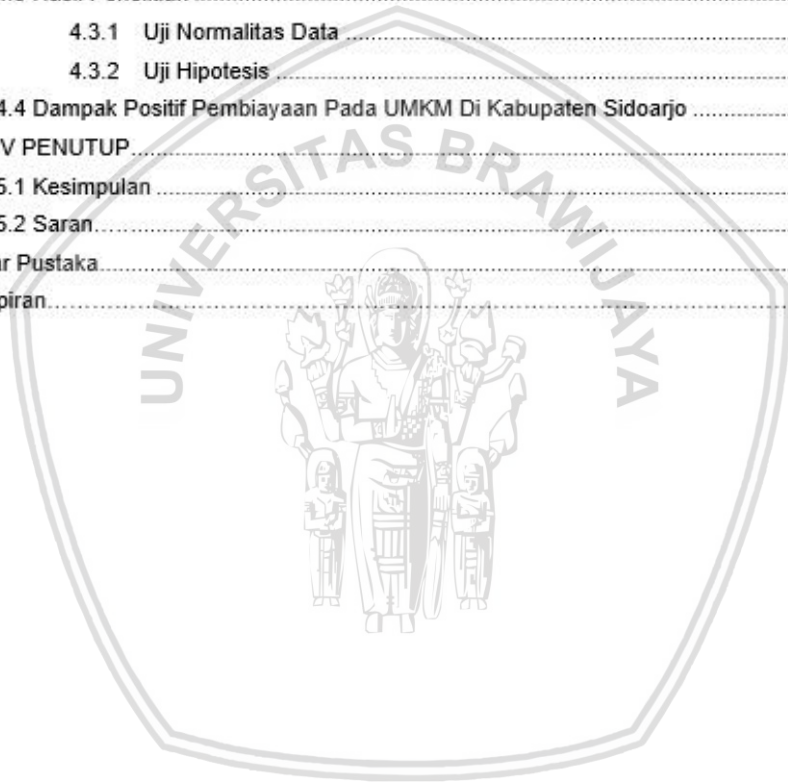 4.3.1 Uji Normalitas Data ........................................................
4.3.2 Uji Hipotesis ........................................................
4.4 Dampak Positif Pembiayaan Pada UMKM Di Kabupaten Sidoarjo ................
V PENUTUP........................................................
5.1 Kesimpulan ........................................................
5.2 Saran........................................................
r Pustaka........................................................
piran........................................................
UNIVERSITAS BRAWIJAYA